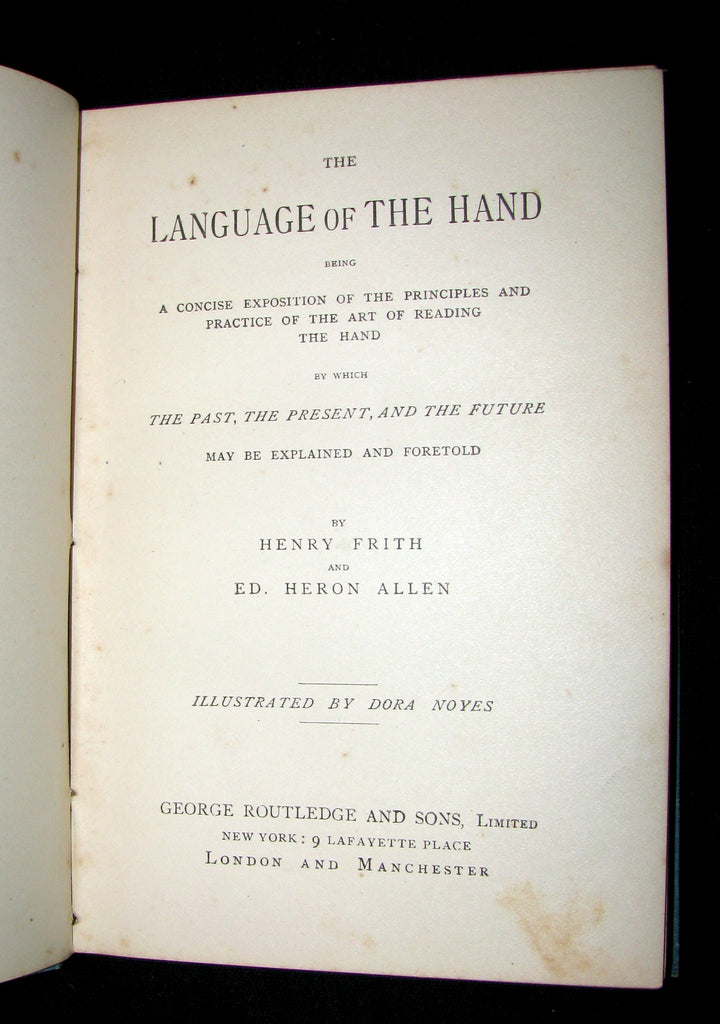 THE
LANGUAGE OF THE HAND
BEING
A CONCISE EXPOSITION OF THE PRINCIPLES AND
PRACTICE OF THE ART OF READING
THE HAND
BY WHICH
THE PAST, THE PRESENT, AND THE FUTURE
MAY BE EXPLAINED AND FORETOLD
BY
HENRY FRITH
AND
ED. HERON ALLEN
ILLUSTRATED BY DORA NOYES
GEORGE ROUTLEDGE AND SONS, LIMITED
NEW YORK: 9 LAFAYETTE PLACE
LONDON AND MANCHESTER